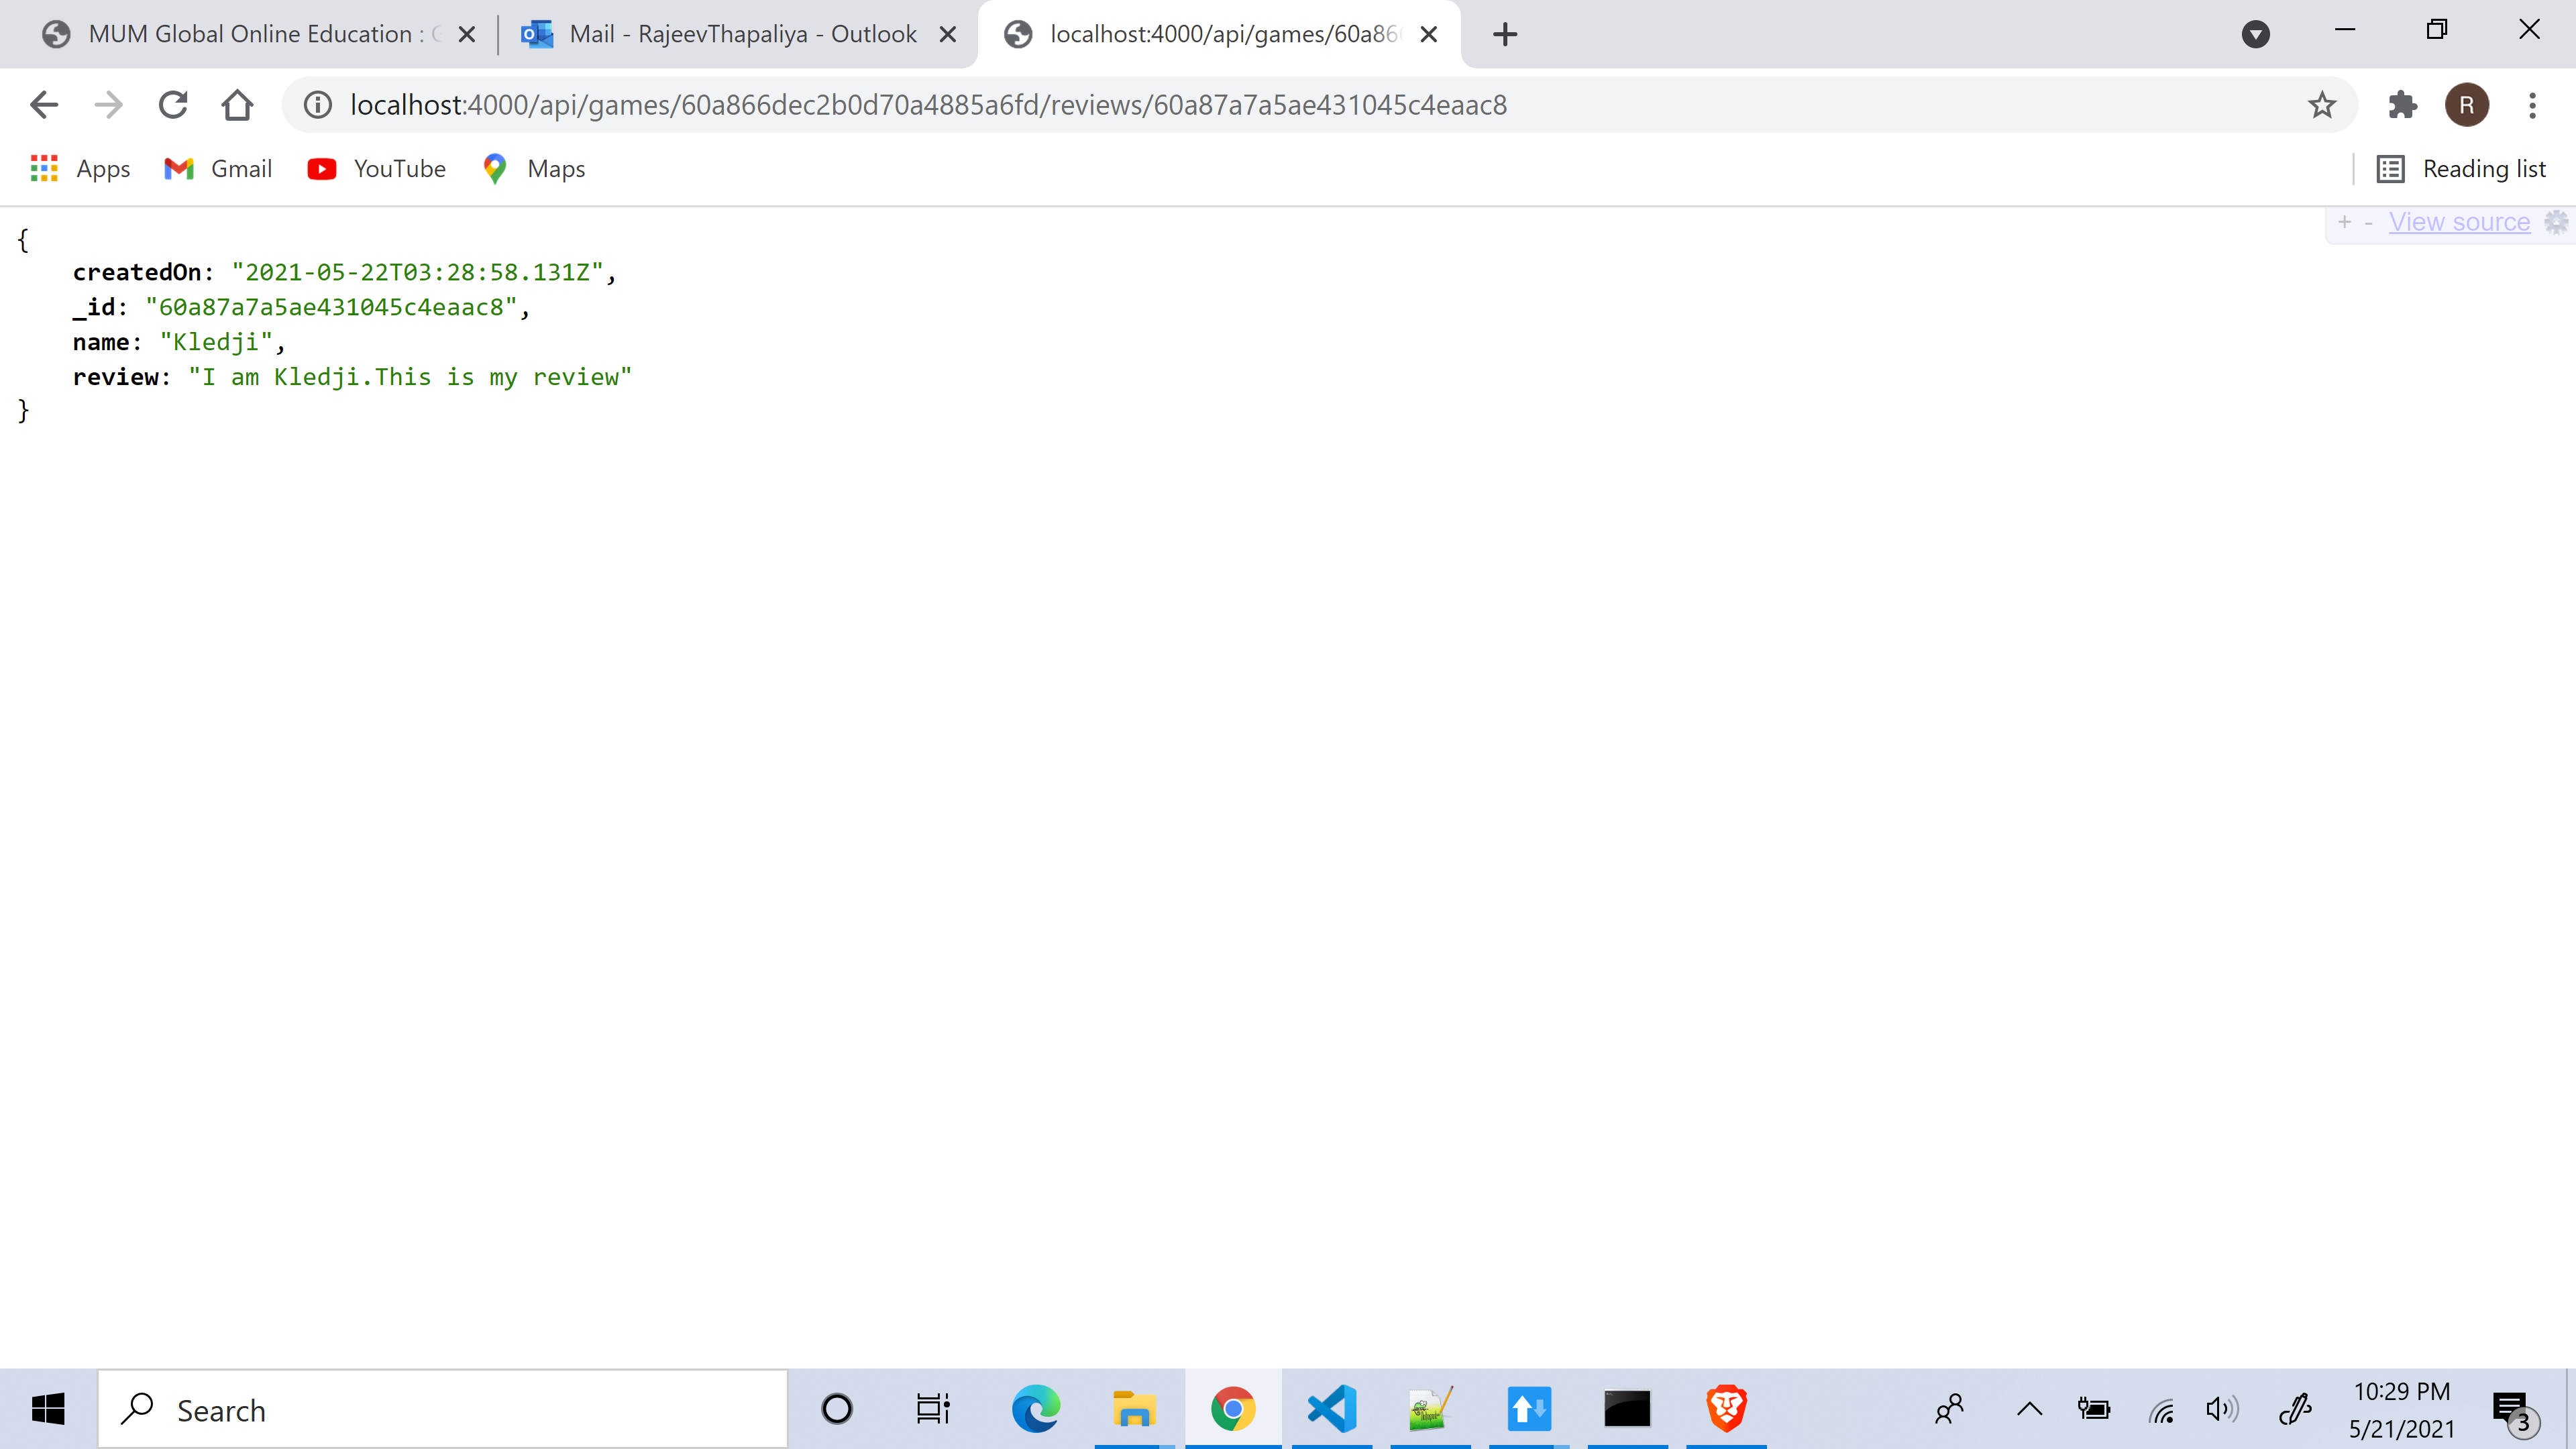 MUM Global Online Education :
Mail - RajeevThapaliya - Outlook
localhost:4000/api/games/60a86
localhost:4000/api/games/60a866dec2b0d70a4885a6fd/reviews/60a87a7a5ae431045c4eaac8
R
Apps
Gmail
YouTube
Maps
Reading list
+ - View source
{
createdOn: "2021-05-22T03:28:58.131Z",
_id: "60a87a7a5ae431045c4eaac8",
name: "Kledji",
review: "I am Kledji.This is my review"
}
Search
10:29 PM
5/21/2021
3